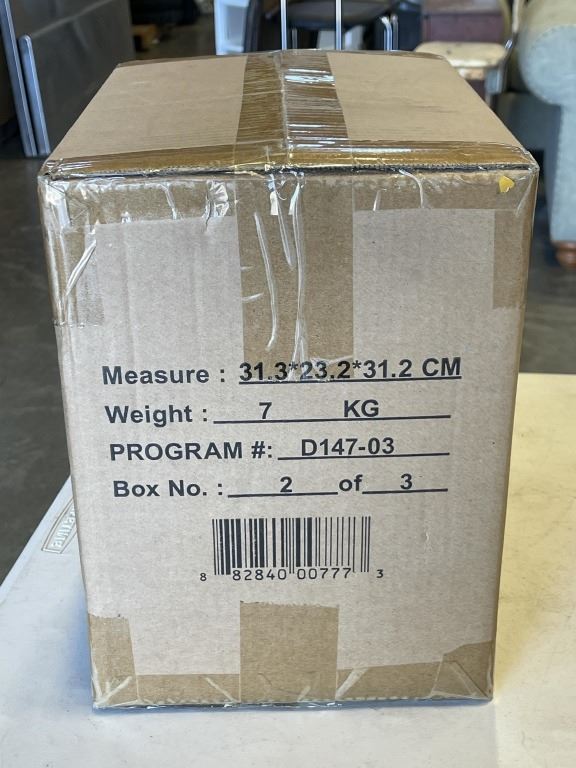 Measure : 31.3*23.2*31.2 CM
Weight : 7 KG
PROGRAM #: D147-03
Box No. : 2 of 3
8 82840 00777 3